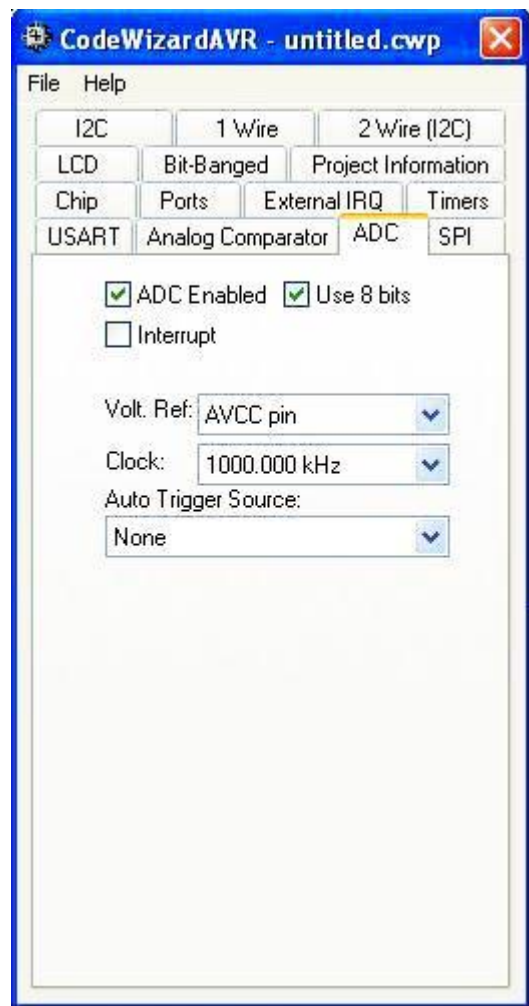 CodeWizardAVR - untitled.cwp
File Help
I2C 1 Wire 2 Wire (I2C)
LCD Bit-Banged Project Information
Chip Ports External IRQ Timers
USART Analog Comparator ADC SPI
ADC Enabled Use 8 bits
Interrupt
Volt. Ref: AVCC pin
Clock: 1000.000 kHz
Auto Trigger Source:
None